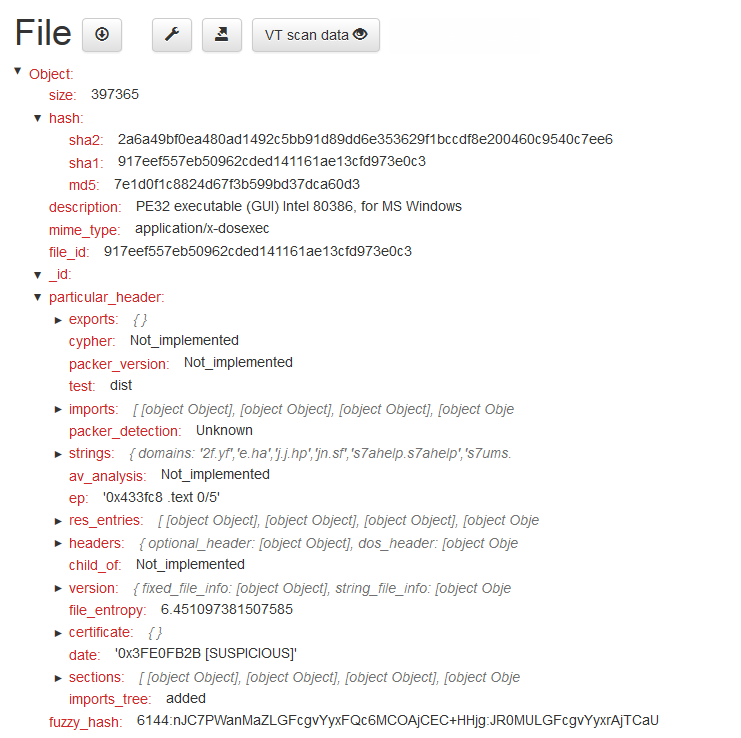 File
VT scan data
Object:
size: 397365
hash:
sha2: 2a6a49bf0ea480ad1492c5bb91d89dd6e353629f1bccdf8e200460c9540c7ee6
sha1: 917eef557eb50962cded141161ae13cfd973e0c3
md5: 7e1d0f1c8824d67f3b599bd37dca60d3
description: PE32 executable (GUI) Intel 80386, for MS Windows
mime_type: application/x-dosexec
file_id: 917eef557eb50962cded141161ae13cfd973e0c3
_id:
particular_header:
exports: { }
cypher: Not_implemented
packer_version: Not_implemented
test: dist
imports: [ [object Object], [object Object], [object Object], [object Obje
packer_detection: Unknown
strings: { domains: '2f.yf','e.ha','j.j.hp','jn.sf','s7ahelp.s7ahelp','s7ums.
av_analysis: Not_implemented
ep: '0x433fc8 .text 0/5'
res_entries: [ [object Object], [object Object], [object Object], [object Obje
headers: { optional_header: [object Object], dos_header: [object Obje
child_of: Not_implemented
version: { fixed_file_info: [object Object], string_file_info: [object Obje
file_entropy: 6.451097381507585
certificate: { }
date: '0x3FE0FB2B [SUSPICIOUS]'
sections: [ [object Object], [object Object], [object Object], [object Obje
imports_tree: added
fuzzy_hash: 6144:nJC7PWanMaZLGFcgvYyxFQc6MCOAjCEC+HHjg:JR0MULGFcgvYyxrAjTCaU